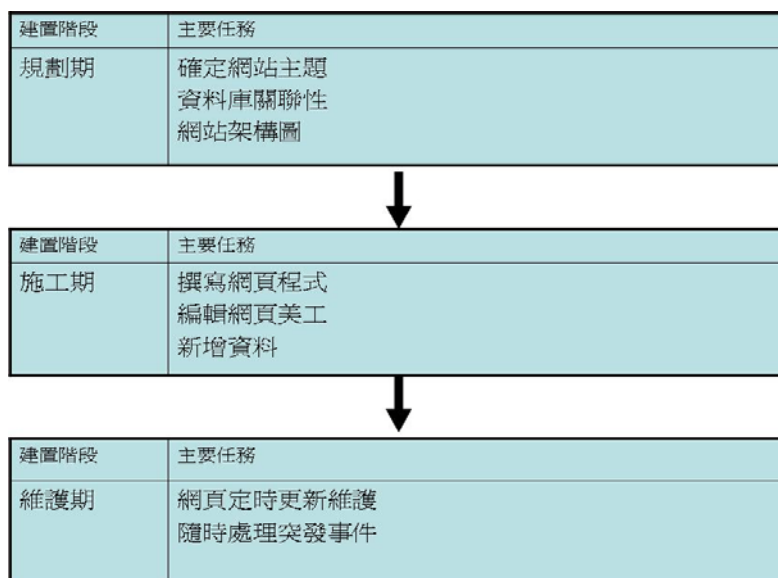 建置階段 主要任務
規劃期 確定網站主題
資料庫關聯性
網站架構圖
建置階段 主要任務
施工期 撰寫網頁程式
編輯網頁美工
新增資料
建置階段 主要任務
維護期 網頁定時更新維護
隨時處理突發事件